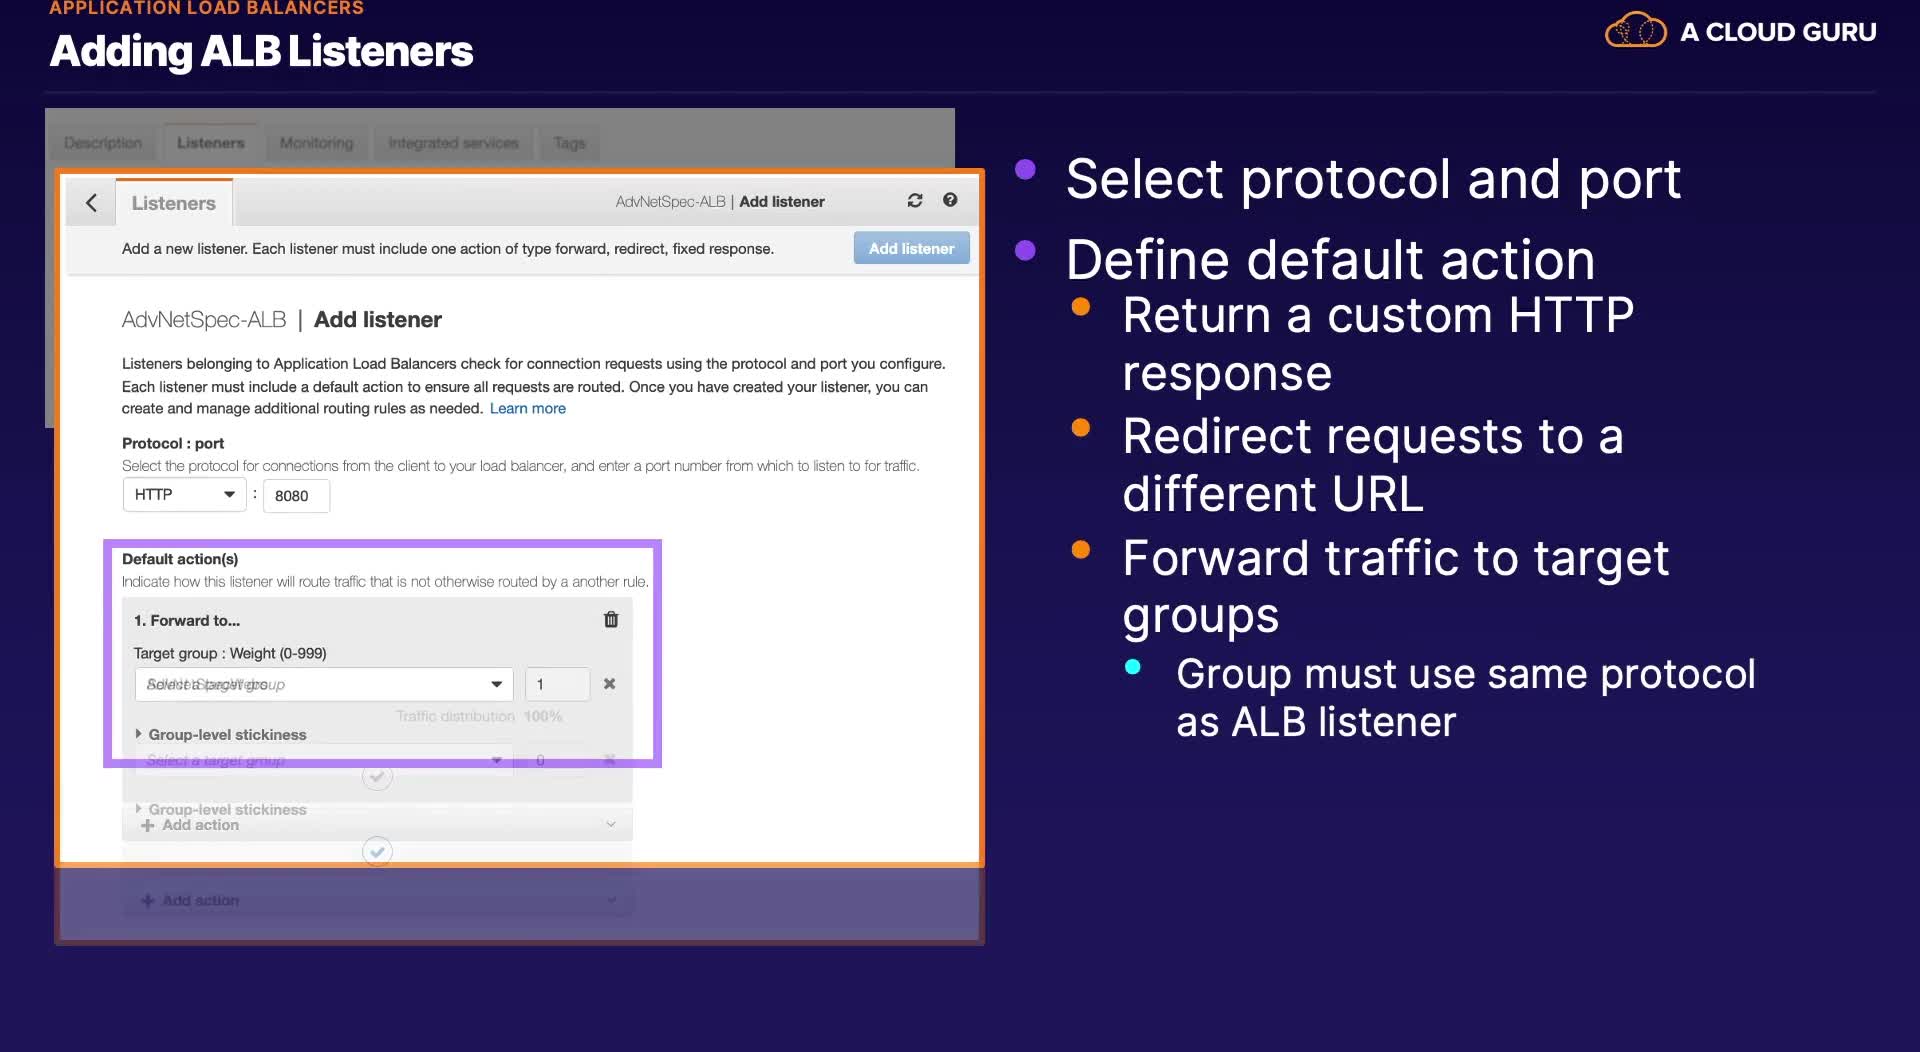 APPLICATION LOAD BALANCERS
Adding ALB Listeners
A CLOUD GURU
Description Listeners Monitoring Integrated services Tags
Listeners
AdvNetSpec-ALB | Add listener
Add a new listener. Each listener must include one action of type forward, redirect, fixed response.
Add listener
AdvNetSpec-ALB | Add listener
Listeners belonging to Application Load Balancers check for connection requests using the protocol and port you configure.
Each listener must include a default action to ensure all requests are routed. Once you have created your listener, you can
create and manage additional routing rules as needed. Learn more
Protocol : port
Select the protocol for connections from the client to your load balancer, and enter a port number from which to listen to for traffic.
HTTP : 8080
Default action(s)
Indicate how this listener will route traffic that is not otherwise routed by a another rule.
1. Forward to...
Target group : Weight (0-999)
Select a target group 1
Traffic distribution 100%
Group-level stickiness
Select a target group 0
Group-level stickiness
Add action
Add action
Select protocol and port
Define default action
Return a custom HTTP
response
Redirect requests to a
different URL
Forward traffic to target
groups
Group must use same protocol
as ALB listener